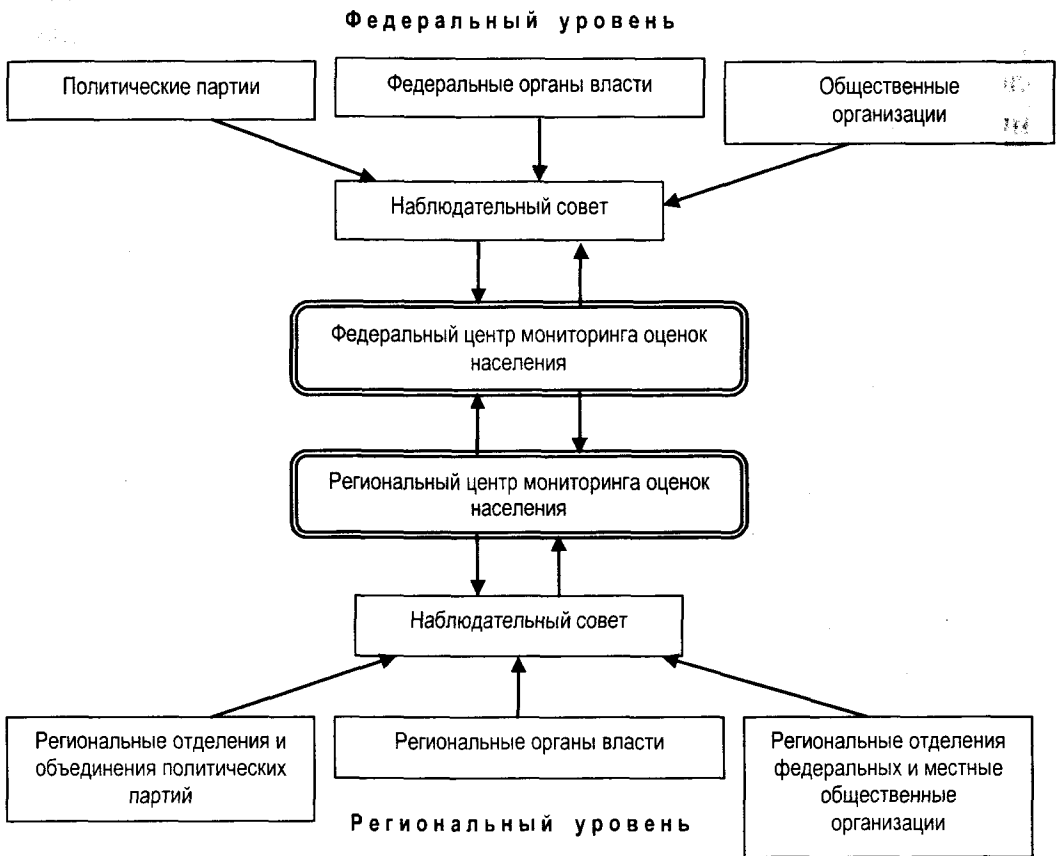 Федеральный уровень
Политические партии
Федеральные органы власти
Общественные
организации
Наблюдательный совет
Федеральный центр мониторинга оценок
населения
Региональный центр мониторинга оценок
населения
Наблюдательный совет
Региональные отделения и
объединения политических
партий
Региональные органы власти
Региональные отделения
федеральных и местные
общественные
организации
Региональный уровень